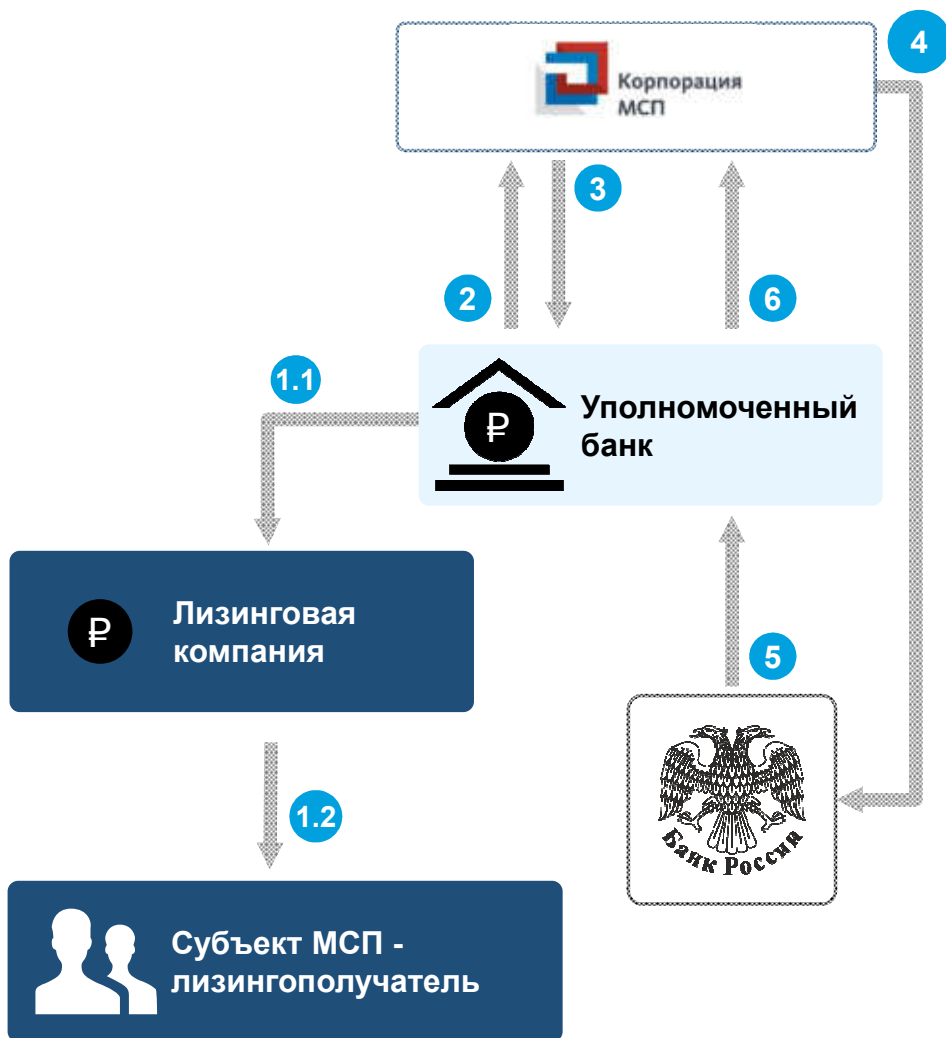 4
Корпорация
МСП
3
2
6
1.1
₽
Уполномоченный
банк
₽
Лизинговая
компания
5
1.2
Банк России
Субъект МСП -
лизингополучатель